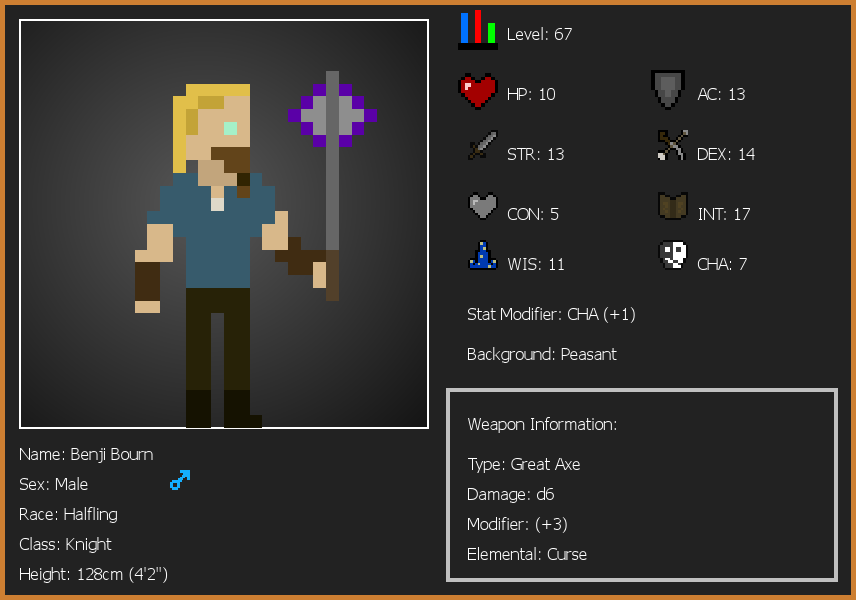 Level: 67
HP: 10
AC: 13
STR: 13
DEX: 14
CON: 5
INT: 17
WIS: 11
CHA: 7
Stat Modifier: CHA (+1)
Background: Peasant
Weapon Information:
Type: Great Axe
Damage: d6
Modifier: (+3)
Elemental: Curse
Name: Benji Bourn
Sex: Male
Race: Halfling
Class: Knight
Height: 128cm (4'2")